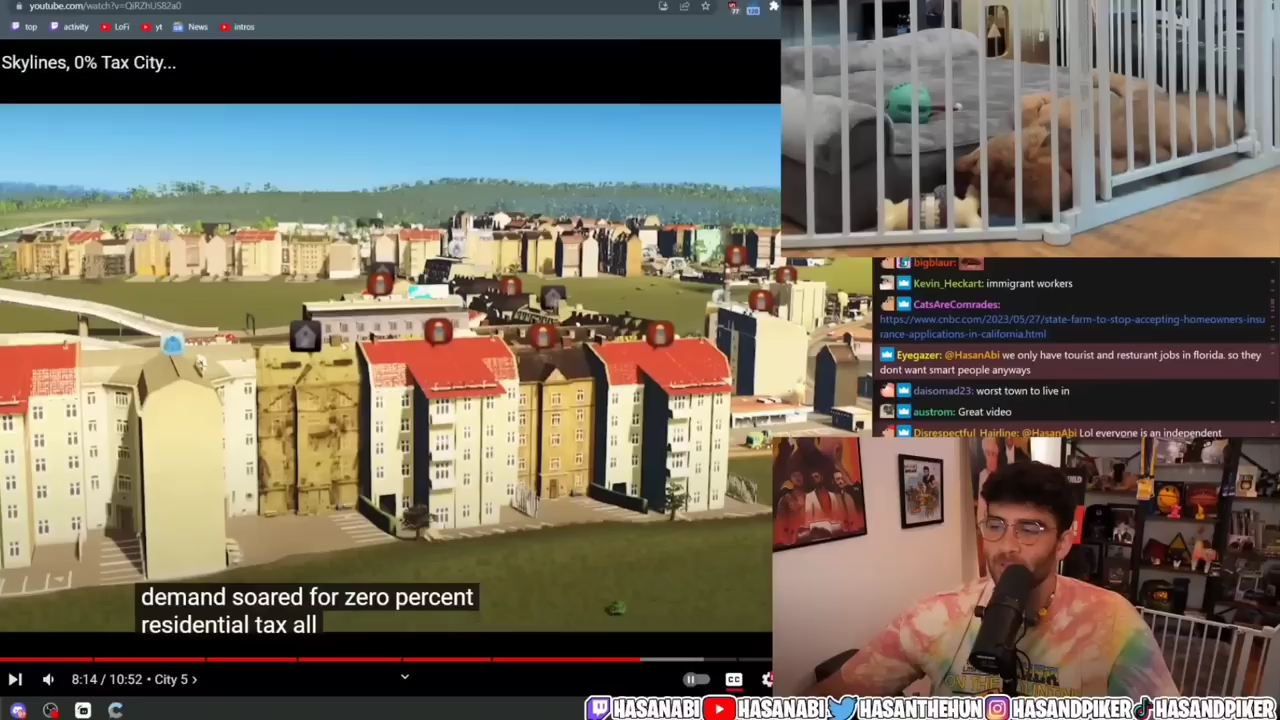 youtube.com/watch?v=QiRZhUS82a0
top
activity
LoFi
yt
News
intros
Skylines, 0% Tax City...
bigblaur:
Kevin_Heckart: immigrant workers
CatsAreComrades:
https://www.cnbc.com/2023/05/27/state-farm-to-stop-accepting-homeowners-insu
rance-applications-in-california.html
Eyegazer: @HasanAbi we only have tourist and resturant jobs in florida. so they
dont want smart people anyways
daisomad23: worst town to live in
austrom: Great video
Disrespectful_Hairline: @HasanAbi Lol everyone is an independent
demand soared for zero percent
residential tax all
8:14 / 10:52 • City 5 ›
HASANABI
HASANABI
HASANTHEHUN
HASANDPIKER
HASANDPIKER